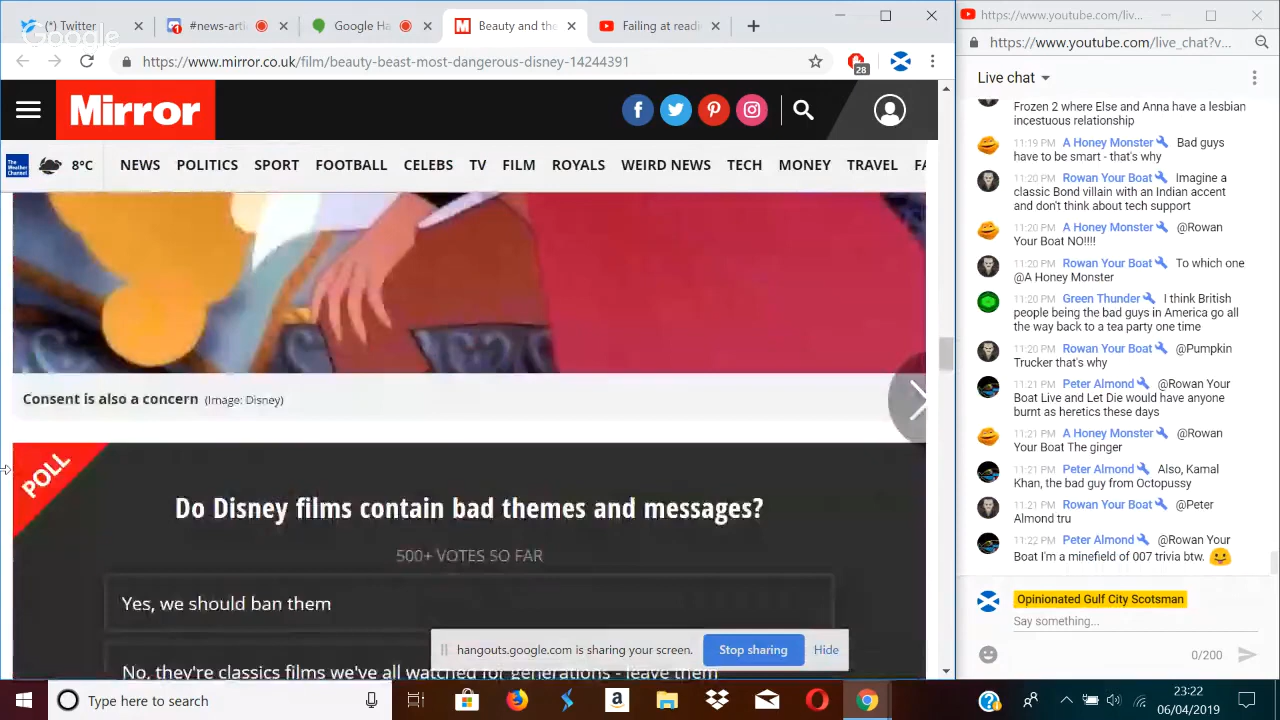 (*) Twitter
#news-arti
Google Ha
Beauty and the
Failing at readi
Google
https://www.youtube.com/liv...
https://www.mirror.co.uk/film/beauty-beast-most-dangerous-disney-14244391
28
https://www.youtube.com/live_chat?v...
Mirror
The Weather Channel
8°C
NEWS POLITICS SPORT FOOTBALL CELEBS TV FILM ROYALS WEIRD NEWS TECH MONEY TRAVEL FA
Consent is also a concern (Image: Disney)
POLL
Do Disney films contain bad themes and messages?
500+ VOTES SO FAR
Yes, we should ban them
No, they're classics films we've all watched for generations - leave them
hangouts.google.com is sharing your screen. Stop sharing Hide
Live chat
Frozen 2 where Else and Anna have a lesbian
incestuous relationship
11:19 PM A Honey Monster Bad guys
have to be smart - that's why
11:20 PM Rowan Your Boat Imagine a
classic Bond villain with an Indian accent
and don't think about tech support
11:20 PM A Honey Monster @Rowan
Your Boat NO!!!!
11:20 PM Rowan Your Boat To which one
@A Honey Monster
11:20 PM Green Thunder I think British
people being the bad guys in America go all
the way back to a tea party one time
11:20 PM Rowan Your Boat @Pumpkin
Trucker that's why
11:21 PM Peter Almond @Rowan Your
Boat Live and Let Die would have anyone
burnt as heretics these days
11:21 PM A Honey Monster @Rowan
Your Boat The ginger
11:21 PM Peter Almond Also, Kamal
Khan, the bad guy from Octopussy
11:21 PM Rowan Your Boat @Peter
Almond tru
11:22 PM Peter Almond @Rowan Your
Boat I'm a minefield of 007 trivia btw.
Opinionated Gulf City Scotsman
Say something...
0/200
Type here to search
23:22
06/04/2019